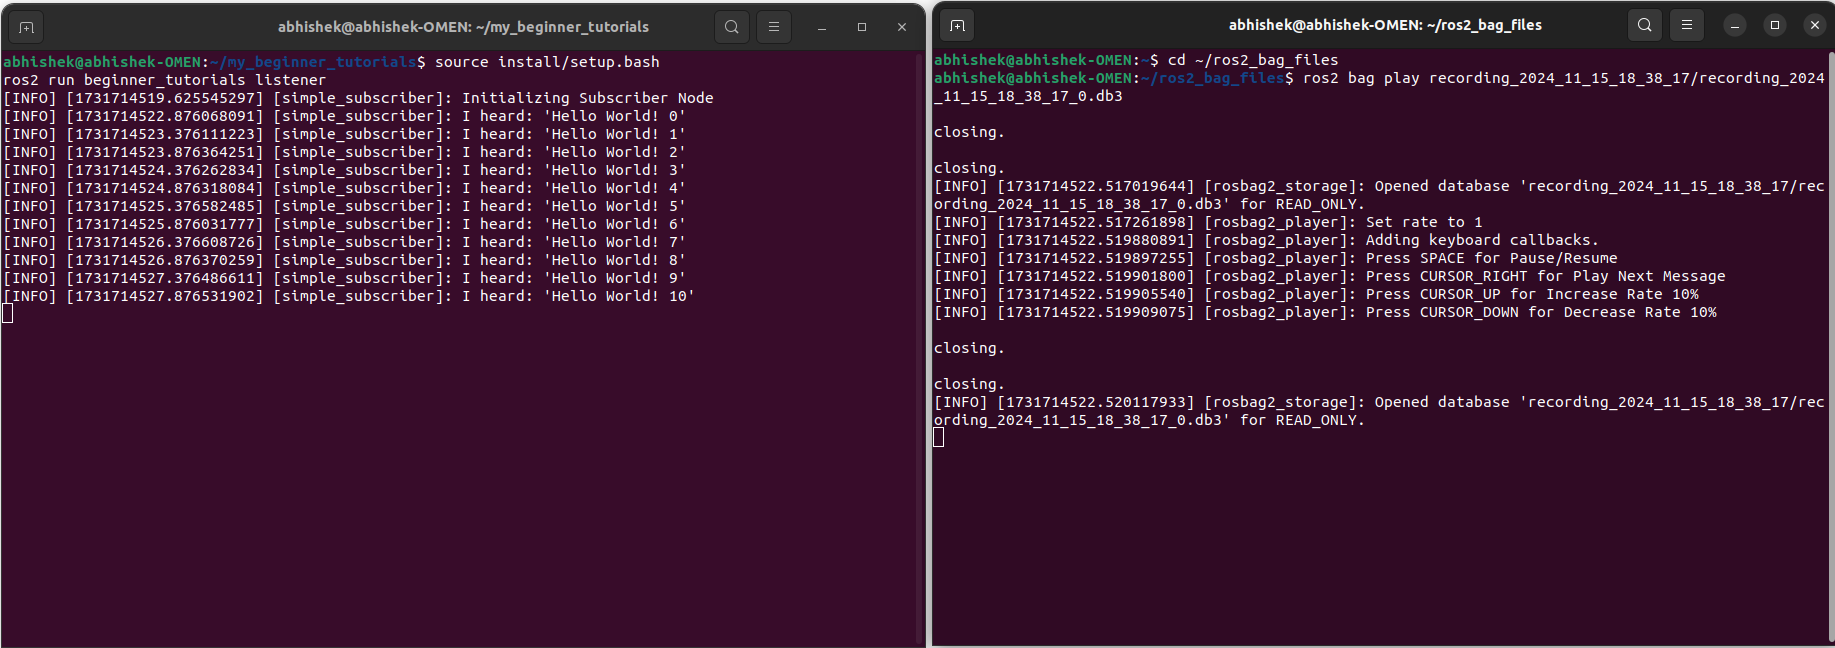 abhishek@abhishek-OMEN: ~/my_beginner_tutorials
abhishek@abhishek-OMEN:~/my_beginner_tutorials$ source install/setup.bash
ros2 run beginner_tutorials listener
[INFO] [1731714519.625545297] [simple_subscriber]: Initializing Subscriber Node
[INFO] [1731714522.876068091] [simple_subscriber]: I heard: 'Hello World! 0'
[INFO] [1731714523.376111223] [simple_subscriber]: I heard: 'Hello World! 1'
[INFO] [1731714523.876364251] [simple_subscriber]: I heard: 'Hello World! 2'
[INFO] [1731714524.376262834] [simple_subscriber]: I heard: 'Hello World! 3'
[INFO] [1731714524.876318084] [simple_subscriber]: I heard: 'Hello World! 4'
[INFO] [1731714525.376582485] [simple_subscriber]: I heard: 'Hello World! 5'
[INFO] [1731714525.876031777] [simple_subscriber]: I heard: 'Hello World! 6'
[INFO] [1731714526.376608726] [simple_subscriber]: I heard: 'Hello World! 7'
[INFO] [1731714526.876370259] [simple_subscriber]: I heard: 'Hello World! 8'
[INFO] [1731714527.376486611] [simple_subscriber]: I heard: 'Hello World! 9'
[INFO] [1731714527.876531902] [simple_subscriber]: I heard: 'Hello World! 10'
abhishek@abhishek-OMEN: ~/ros2_bag_files
abhishek@abhishek-OMEN:~$ cd ~/ros2_bag_files
abhishek@abhishek-OMEN:~/ros2_bag_files$ ros2 bag play recording_2024_11_15_18_38_17/recording_2024
_11_15_18_38_17_0.db3
closing.
closing.
[INFO] [1731714522.517019644] [rosbag2_storage]: Opened database 'recording_2024_11_15_18_38_17/rec
ording_2024_11_15_18_38_17_0.db3' for READ_ONLY.
[INFO] [1731714522.517261898] [rosbag2_player]: Set rate to 1
[INFO] [1731714522.519880891] [rosbag2_player]: Adding keyboard callbacks.
[INFO] [1731714522.519897255] [rosbag2_player]: Press SPACE for Pause/Resume
[INFO] [1731714522.519901800] [rosbag2_player]: Press CURSOR_RIGHT for Play Next Message
[INFO] [1731714522.519905540] [rosbag2_player]: Press CURSOR_UP for Increase Rate 10%
[INFO] [1731714522.519909075] [rosbag2_player]: Press CURSOR_DOWN for Decrease Rate 10%
closing.
closing.
[INFO] [1731714522.520117933] [rosbag2_storage]: Opened database 'recording_2024_11_15_18_38_17/rec
ording_2024_11_15_18_38_17_0.db3' for READ_ONLY.